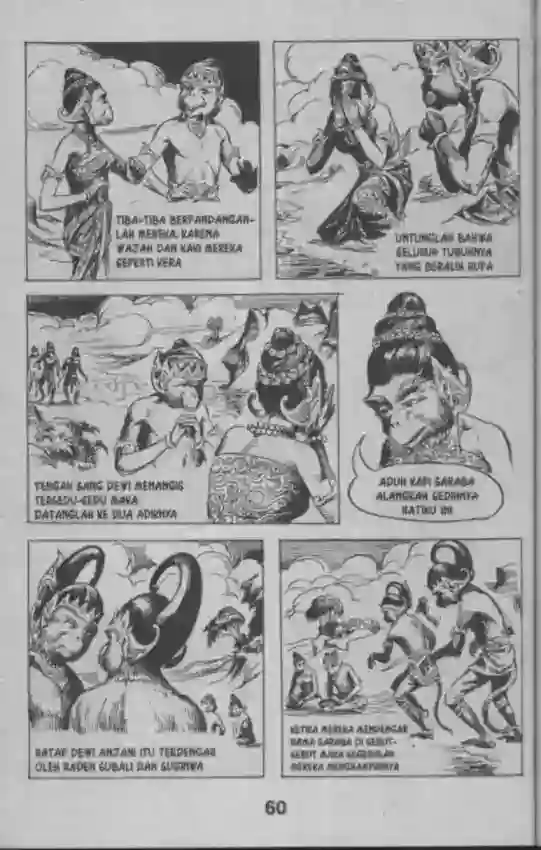 TIBA-TIBA BERPANDANGAN-
LAH MEREKA. KARENA
WAJAH DAN KAKI MEREKA
SEPERTI KERA
UNTUNGLAH BAHWA
SELURUH TUBUHNYA
YANG BERALIH RUPA
TENGAH SANG DEWI MENANGIS
TERSEDU-SEDU MAKA
DATANGLAH KE DUA ADIKNYA
ADUH KAPI SARABA
ALANGKAH SEDIHNYA
HATIKU INI
RATAP DEWI ANJANI ITU TERDENGAR
OLEH RADEN SUBALI DAN SUGRIWA
KETIKA MEREKA MENDENGAR
NAMA SARABA DI SEBUT-
SEBUT MAKA SEGERALAH
MEREKA MENGHAMPIRINYA
60